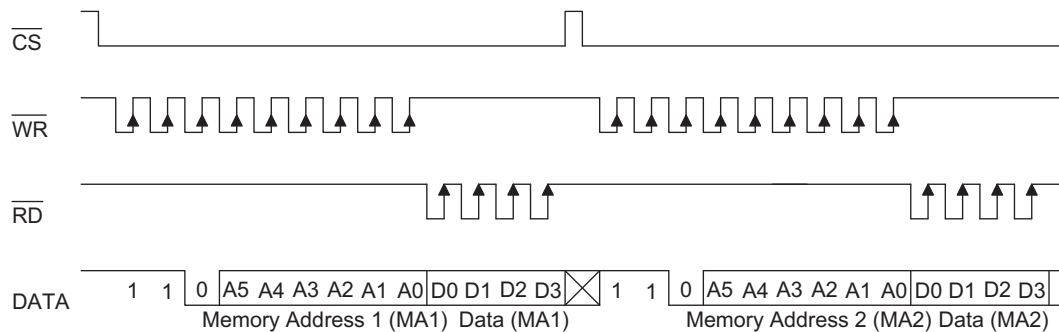 CS
WR
RD
DATA 1 1 0 A5 A4 A3 A2 A1 A0 D0 D1 D2 D3 1 1 0 A5 A4 A3 A2 A1 A0 D0 D1 D2 D3
Memory Address 1 (MA1) Data (MA1) Memory Address 2 (MA2) Data (MA2)